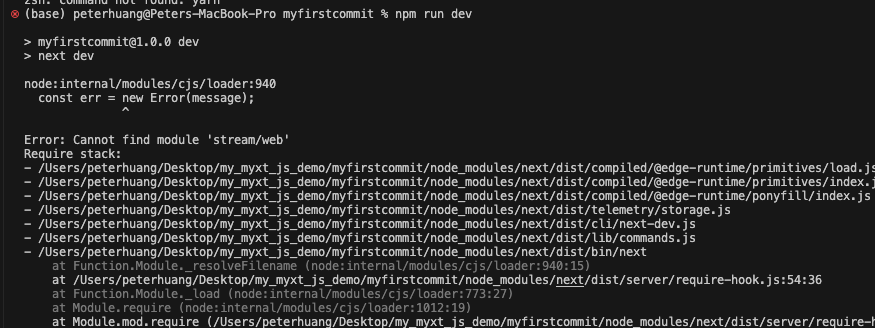 zsh: command not found: yarn
(base) peterhuang@Peters-MacBook-Pro myfirstcommit % npm run dev
> myfirstcommit@1.0.0 dev
> next dev
node:internal/modules/cjs/loader:940
const err = new Error(message);
^
Error: Cannot find module 'stream/web'
Require stack:
- /Users/peterhuang/Desktop/my_myxt_js_demo/myfirstcommit/node_modules/next/dist/compiled/@edge-runtime/primitives/load.js
- /Users/peterhuang/Desktop/my_myxt_js_demo/myfirstcommit/node_modules/next/dist/compiled/@edge-runtime/primitives/index.j
- /Users/peterhuang/Desktop/my_myxt_js_demo/myfirstcommit/node_modules/next/dist/compiled/@edge-runtime/ponyfill/index.js
- /Users/peterhuang/Desktop/my_myxt_js_demo/myfirstcommit/node_modules/next/dist/telemetry/storage.js
- /Users/peterhuang/Desktop/my_myxt_js_demo/myfirstcommit/node_modules/next/dist/cli/next-dev.js
- /Users/peterhuang/Desktop/my_myxt_js_demo/myfirstcommit/node_modules/next/dist/lib/commands.js
- /Users/peterhuang/Desktop/my_myxt_js_demo/myfirstcommit/node_modules/next/dist/bin/next
at Function.Module._resolveFilename (node:internal/modules/cjs/loader:940:15)
at /Users/peterhuang/Desktop/my_myxt_js_demo/myfirstcommit/node_modules/next/dist/server/require-hook.js:54:36
at Function.Module._load (node:internal/modules/cjs/loader:773:27)
at Module.require (node:internal/modules/cjs/loader:1012:19)
at Module.mod.require (/Users/peterhuang/Desktop/my_myxt_js_demo/myfirstcommit/node_modules/next/dist/server/require-h